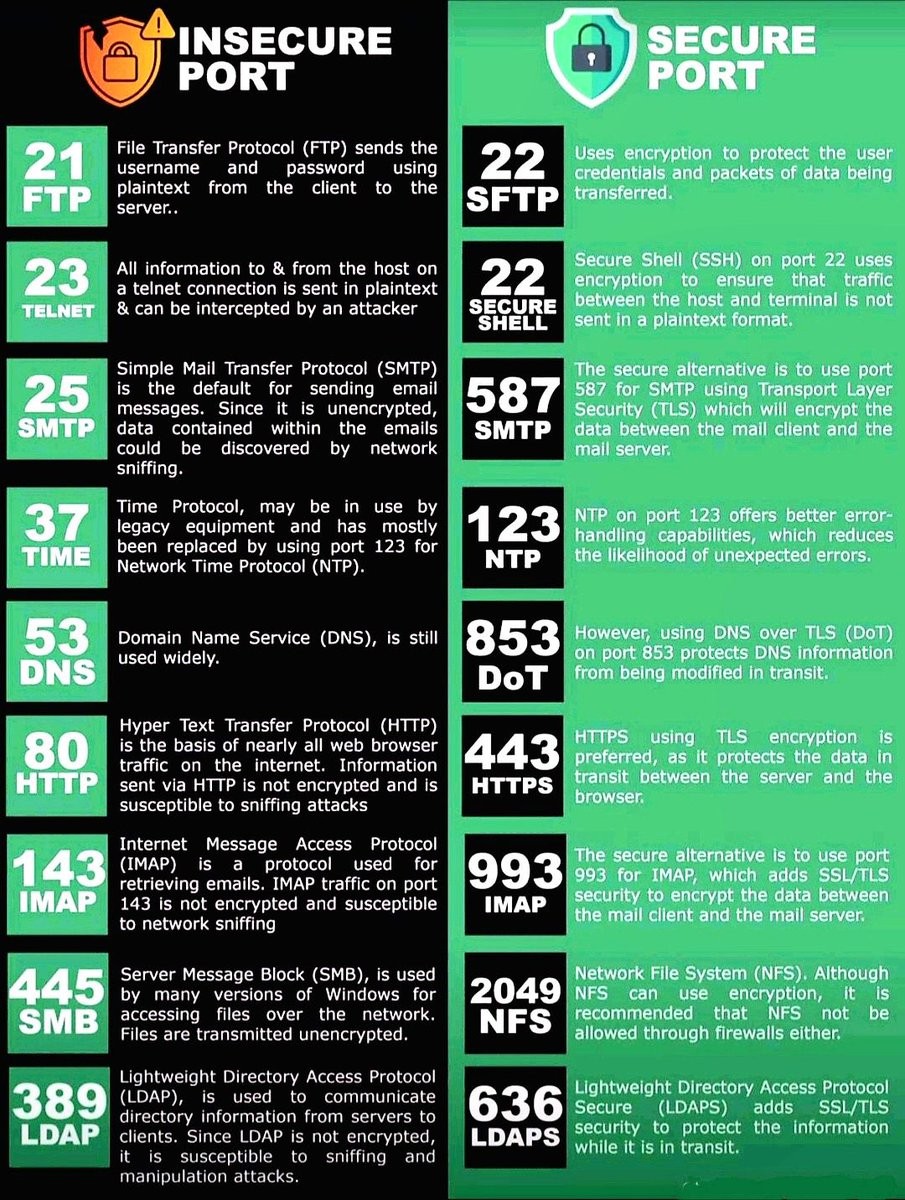 INSECURE
PORT
SECURE
PORT
21
FTP
File Transfer Protocol (FTP) sends the
username and password using
plaintext from the client to the
server..
22
SFTP
Uses encryption to protect the user
credentials and packets of data being
transferred.
23
TELNET
All information to & from the host on
a telnet connection is sent in plaintext
& can be intercepted by an attacker
22
SECURE
SHELL
Secure Shell (SSH) on port 22 uses
encryption to ensure that traffic
between the host and terminal is not
sent in a plaintext format.
25
SMTP
Simple Mail Transfer Protocol (SMTP)
is the default for sending email
messages. Since it is unencrypted,
data contained within the emails
could be discovered by network
sniffing.
587
SMTP
The secure alternative is to use port
587 for SMTP using Transport Layer
Security (TLS) which will encrypt the
data between the mail client and the
mail server.
37
TIME
Time Protocol, may be in use by
legacy equipment and has mostly
been replaced by using port 123 for
Network Time Protocol (NTP).
123
NTP
NTP on port 123 offers better error-
handling capabilities, which reduces
the likelihood of unexpected errors.
53
DNS
Domain Name Service (DNS), is still
used widely.
853
DoT
However, using DNS over TLS (DoT)
on port 853 protects DNS information
from being modified in transit.
80
HTTP
Hyper Text Transfer Protocol (HTTP)
is the basis of nearly all web browser
traffic on the internet. Information
sent via HTTP is not encrypted and is
susceptible to sniffing attacks
443
HTTPS
HTTPS using TLS encryption is
preferred, as it protects the data in
transit between the server and the
browser.
143
IMAP
Internet Message Access Protocol
(IMAP) is a protocol used for
retrieving emails. IMAP traffic on port
143 is not encrypted and susceptible
to network sniffing
993
IMAP
The secure alternative is to use port
993 for IMAP, which adds SSL/TLS
security to encrypt the data between
the mail client and the mail server.
445
SMB
Server Message Block (SMB), is used
by many versions of Windows for
accessing files over the network.
Files are transmitted unencrypted.
2049
NFS
Network File System (NFS). Although
NFS can use encryption, it is
recommended that NFS not be
allowed through firewalls either.
389
LDAP
Lightweight Directory Access Protocol
(LDAP), is used to communicate
directory information from servers to
clients. Since LDAP is not encrypted,
it is susceptible to sniffing and
manipulation attacks.
636
LDAPS
Lightweight Directory Access Protocol
Secure (LDAPS) adds SSL/TLS
security to protect the information
while it is in transit.